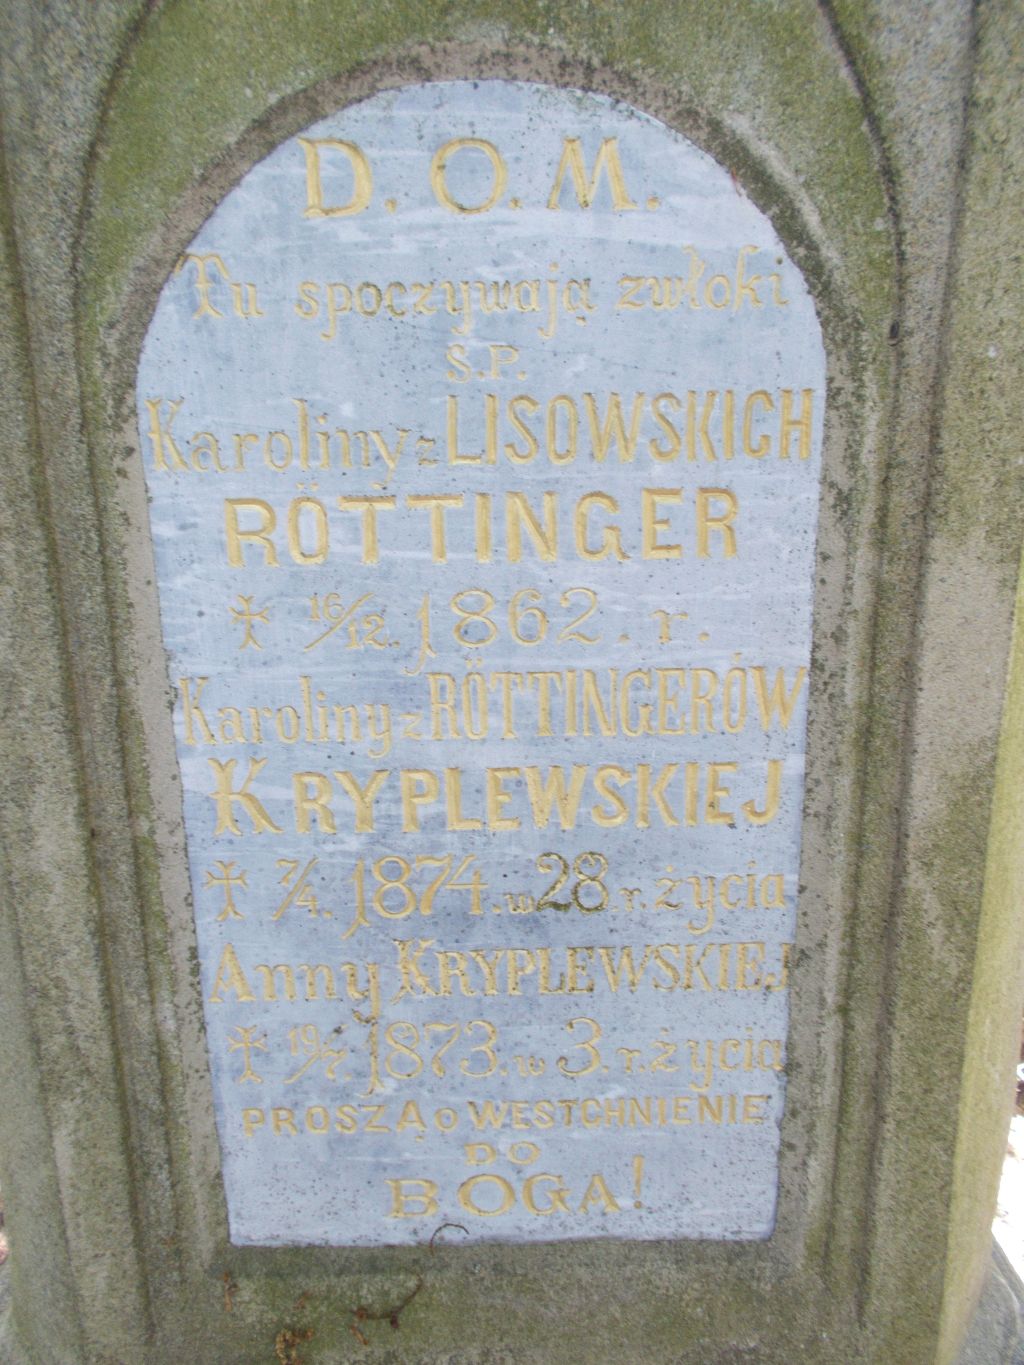 D. O. M.
Tu spoczywają zwłoki
S.P.
Karoliny z LISOWSKICH
RÖTTINGER
† 16/12. 1862. r.
Karoliny z RÖTTINGERÓW
KRYPLEWSKIEJ
† 7/4. 1874. w 28. r. życia
Anny KRYPLEWSKIEJ
† 19/7. 1873. w 3. r. życia
PROSZĄ O WESTCHNIENIE
DO
BOGA!